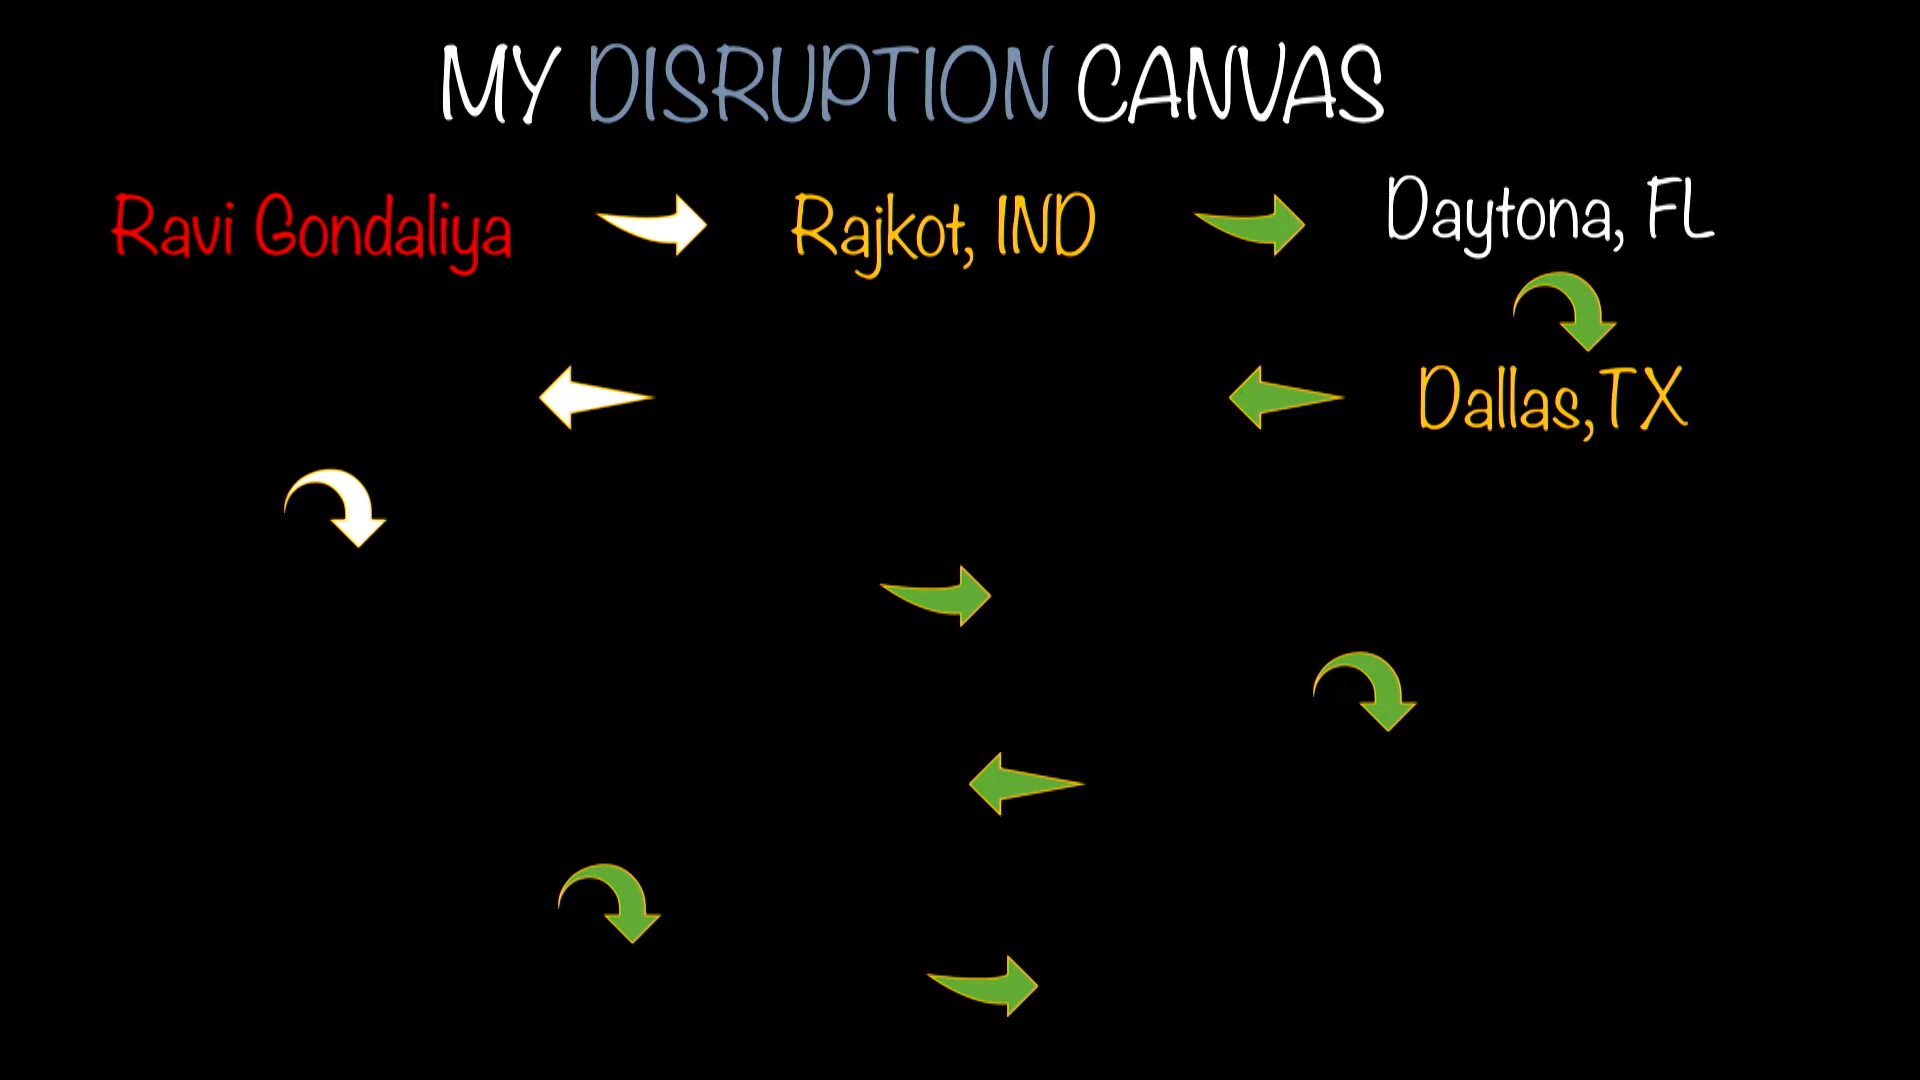 MY DISRUPTION CANVAS
Ravi Gondaliya
Rajkot, IND
Daytona, FL
Dallas,TX